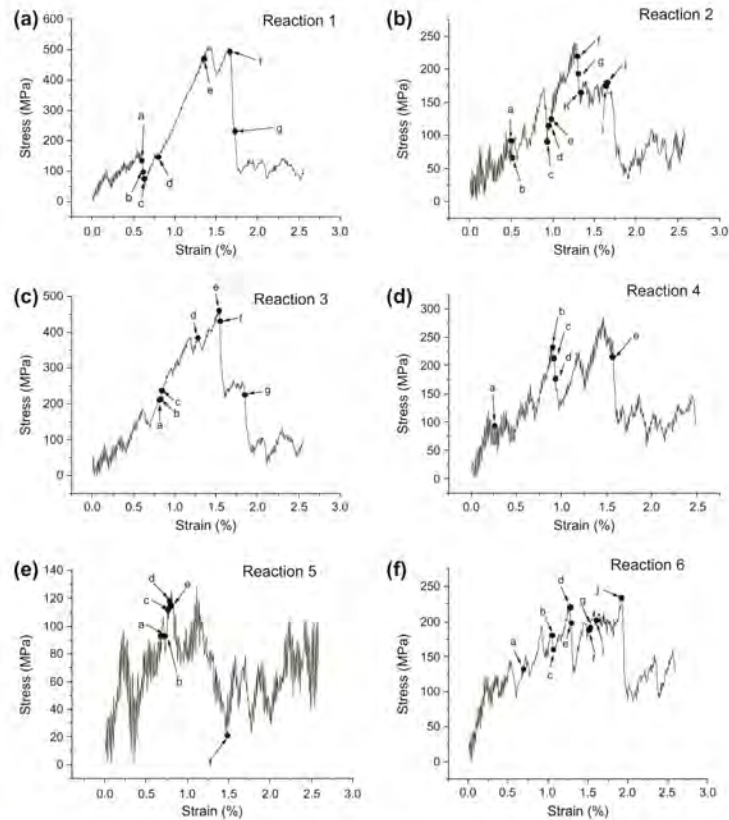 (a) Reaction 1
600
500
400
300
200
100
0
Stress (MPa)
a
b
c
d
e
f
g
0.0 0.5 1.0 1.5 2.0 2.5 3.0
Strain (%)
(b) Reaction 2
250
200
150
100
50
0
Stress (MPa)
a
b
c
d
e
f
g
0.0 0.5 1.0 1.5 2.0 2.5 3.0
Strain (%)
(c) Reaction 3
500
400
300
200
100
0
Stress (MPa)
a
b
c
d
e
f
g
0.0 0.5 1.0 1.5 2.0 2.5 3.0
Strain (%)
(d) Reaction 4
300
250
200
150
100
50
0
Stress (MPa)
a
b
c
d
e
0.0 0.5 1.0 1.5 2.0 2.5
Strain (%)
(e) Reaction 5
140
120
100
80
60
40
20
0
Stress (MPa)
a
b
c
d
e
0.0 0.5 1.0 1.5 2.0 2.5 3.0
Strain (%)
(f) Reaction 6
250
200
150
100
50
0
Stress (MPa)
a
b
c
d
e
g
j
0.0 0.5 1.0 1.5 2.0 2.5 3.0
Strain (%)